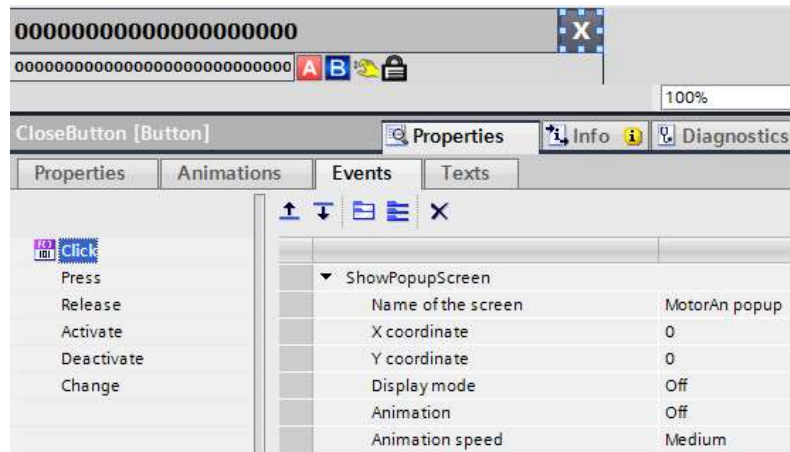 00000000000000000000 X
00000000000000000000000000 A B
100%
CloseButton [Button] Properties Info Diagnostics
Properties Animations Events Texts
Click
Press ShowPopupScreen
Release Name of the screen MotorAn popup
Activate X coordinate 0
Deactivate Y coordinate 0
Change Display mode Off
Animation Off
Animation speed Medium